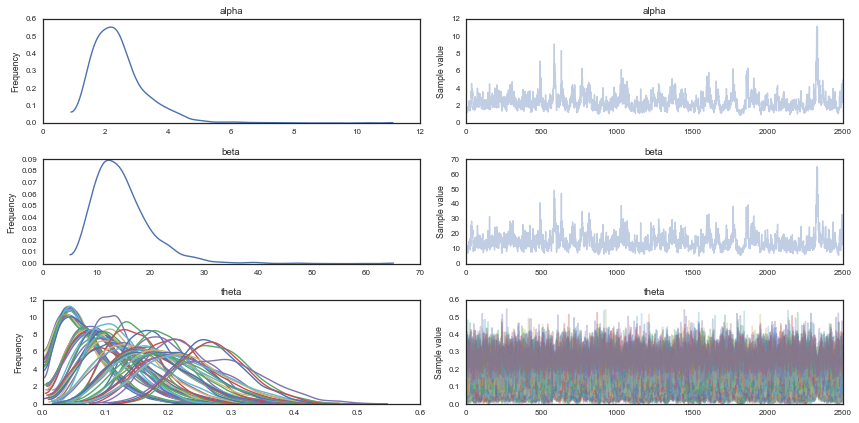 alpha
alpha
Frequency
0.6
0.5
0.4
0.3
0.2
0.1
0.0
0 2 4 6 8 10 12
Sample value
12
10
8
6
4
2
0
0 500 1000 1500 2000 2500
beta
beta
Frequency
0.09
0.08
0.07
0.06
0.05
0.04
0.03
0.02
0.01
0.00
0 10 20 30 40 50 60 70
Sample value
70
60
50
40
30
20
10
0
0 500 1000 1500 2000 2500
theta
theta
Frequency
12
10
8
6
4
2
0
0.0 0.1 0.2 0.3 0.4 0.5 0.6
Sample value
0.6
0.5
0.4
0.3
0.2
0.1
0.0
0 500 1000 1500 2000 2500